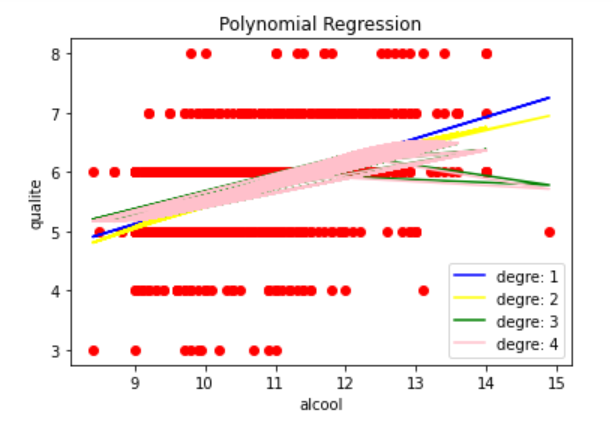 Polynomial Regression
8
7
6
5
4
3
qualite
9 10 11 12 13 14 15
alcool
degre: 1
degre: 2
degre: 3
degre: 4